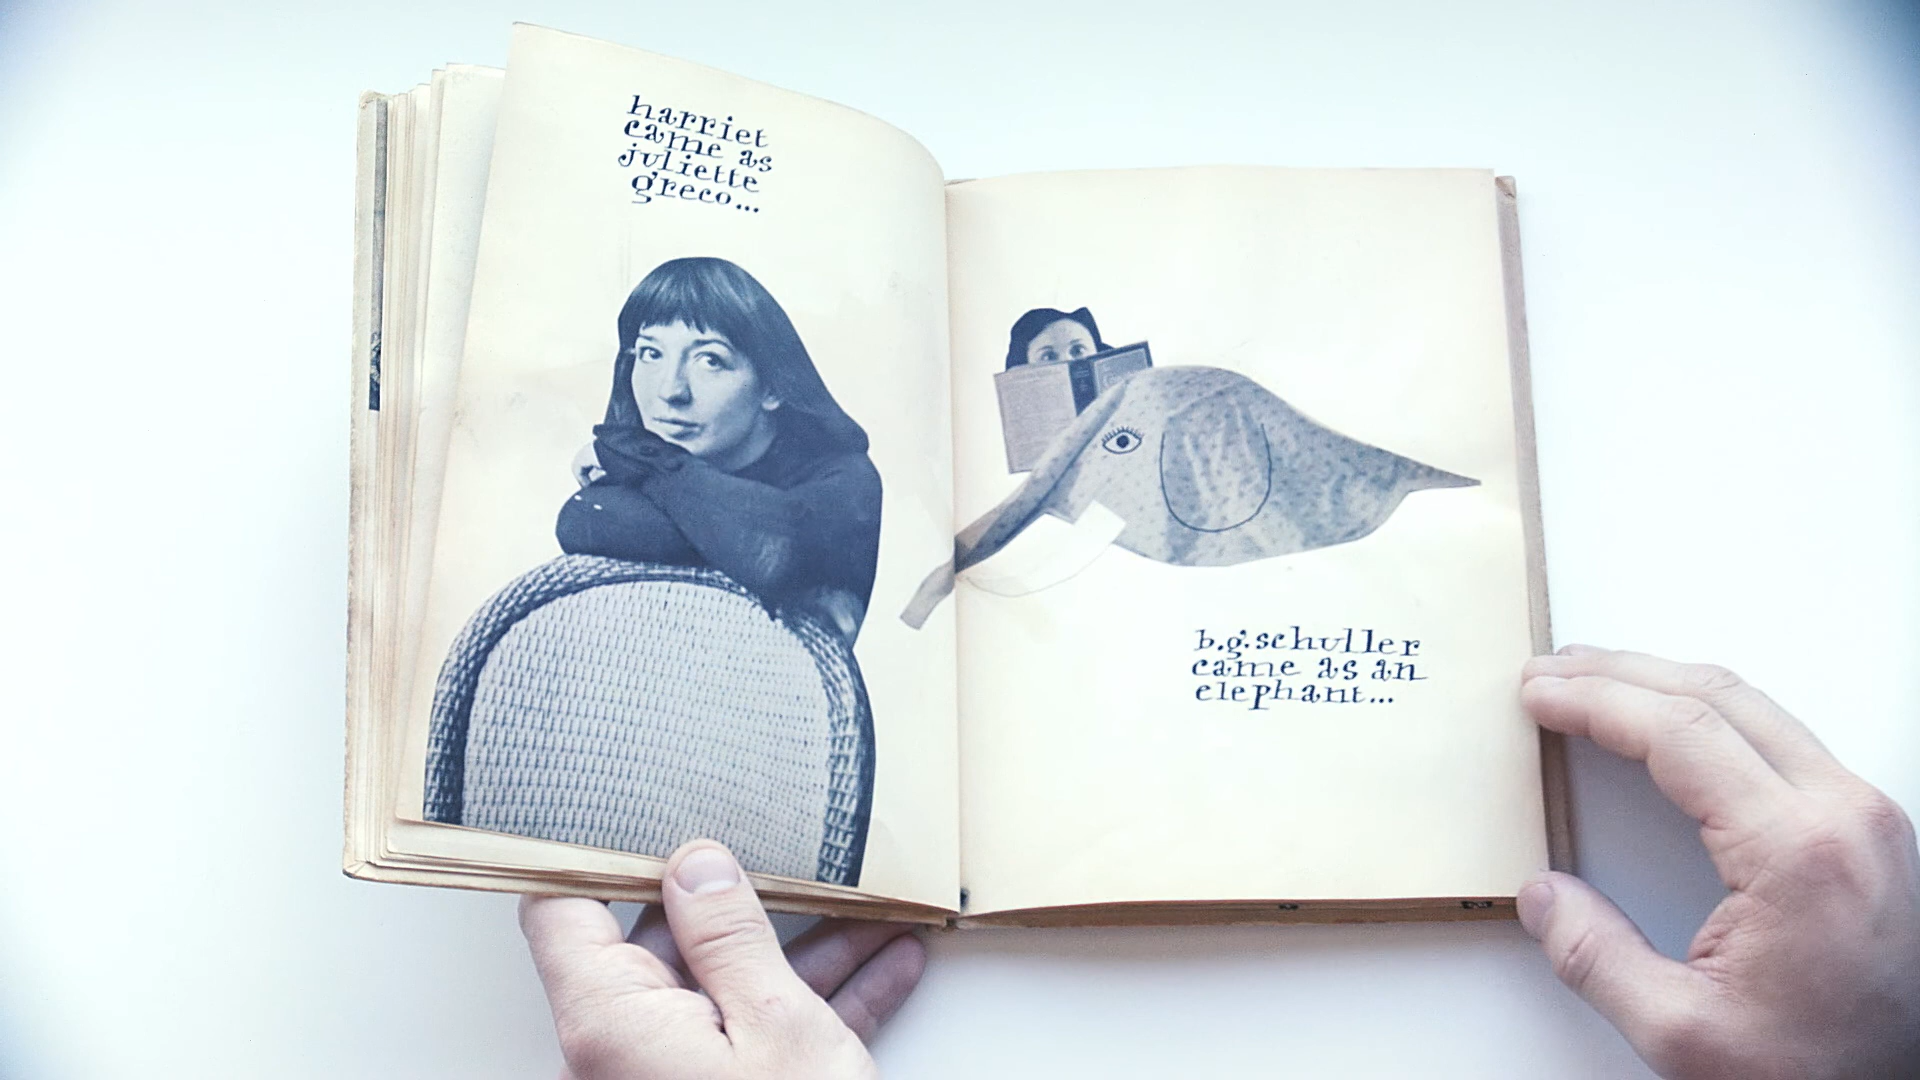 harriet
came as
juliette
greco...
b.g.schuller
came as an
elephant...